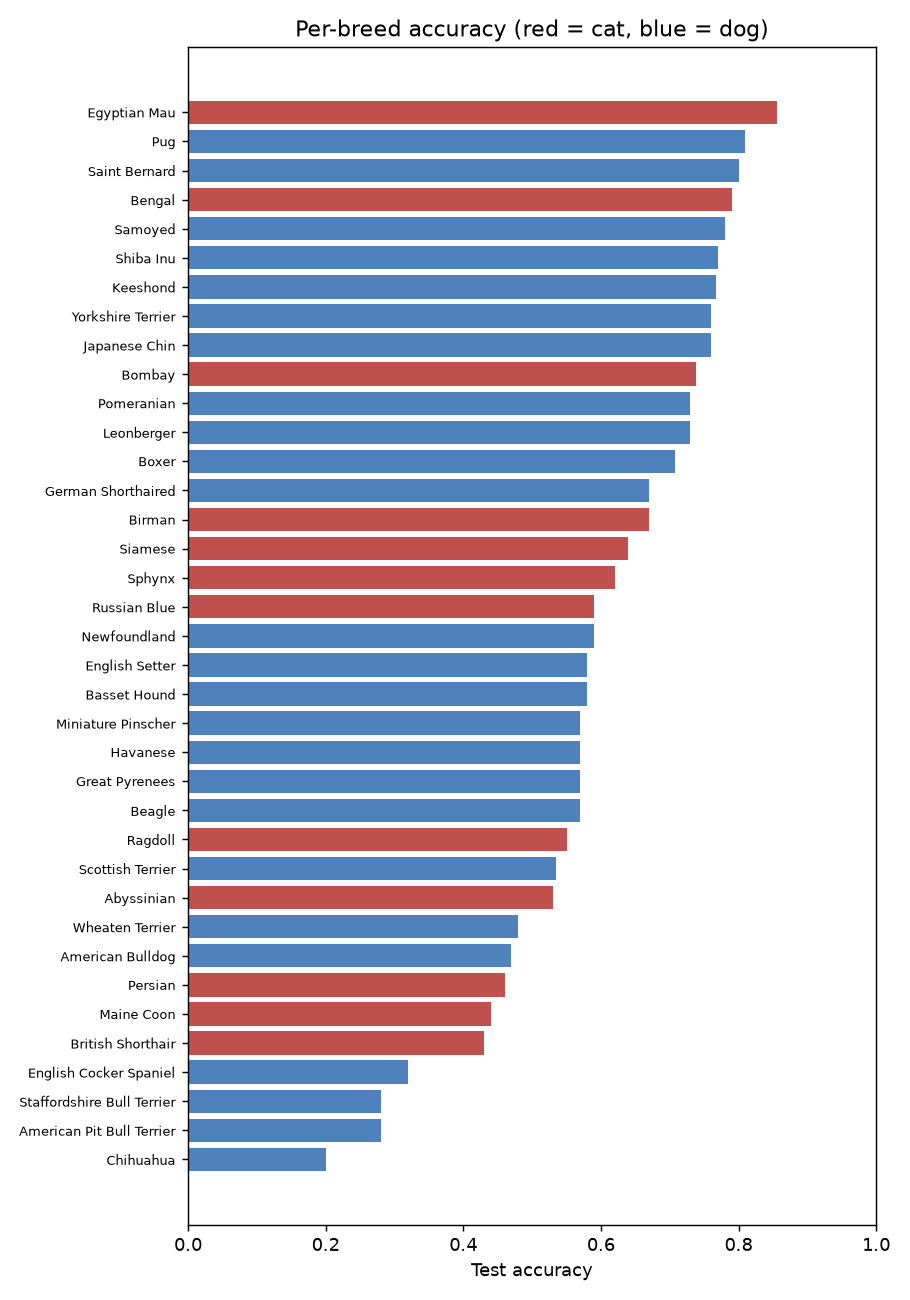 Per-breed accuracy (red = cat, blue = dog)
Egyptian Mau
Pug
Saint Bernard
Bengal
Samoyed
Shiba Inu
Keeshond
Yorkshire Terrier
Japanese Chin
Bombay
Pomeranian
Leonberger
Boxer
German Shorthaired
Birman
Siamese
Sphynx
Russian Blue
Newfoundland
English Setter
Basset Hound
Miniature Pinscher
Havanese
Great Pyrenees
Beagle
Ragdoll
Scottish Terrier
Abyssinian
Wheaten Terrier
American Bulldog
Persian
Maine Coon
British Shorthair
English Cocker Spaniel
Staffordshire Bull Terrier
American Pit Bull Terrier
Chihuahua
0.0 0.2 0.4 0.6 0.8 1.0
Test accuracy